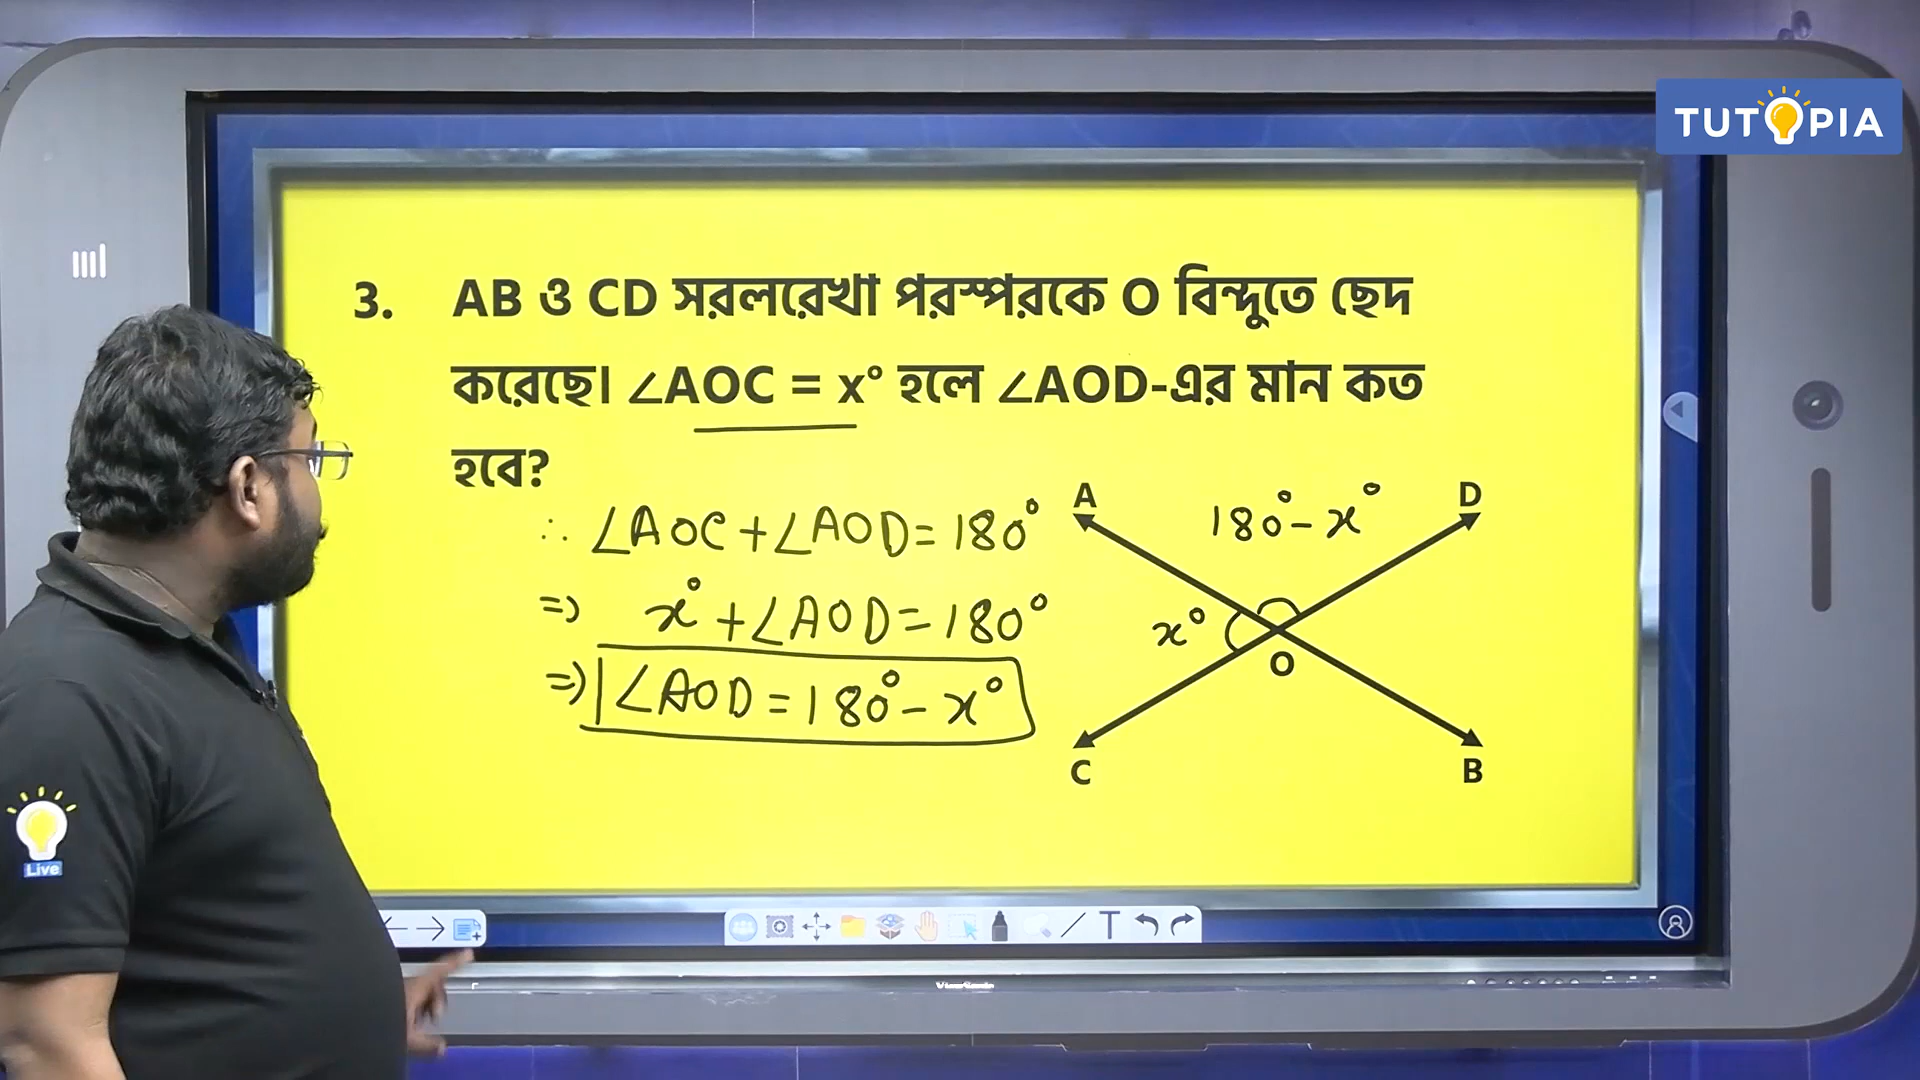 TUTOPIA
3. AB ও CD সরলরেখা পরস্পরকে O বিন্দুতে ছেদ
করেছে। ∠AOC = x° হলে ∠AOD-এর মান কত
হবে?
∴ ∠AOC + ∠AOD = 180°
⇒ x° + ∠AOD = 180°
⇒ ∠AOD = 180° - x°
A
180° - x°
D
x°
O
C
B
Live
T
ViewSonic